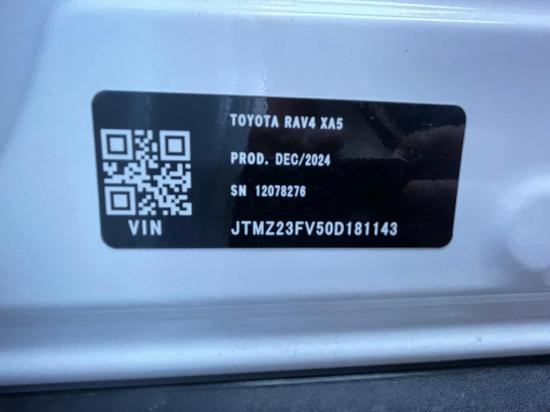 TOYOTA RAV4 XA5
PROD. DEC/2024
SN 12078276
VIN
JTMZ23FV50D181143